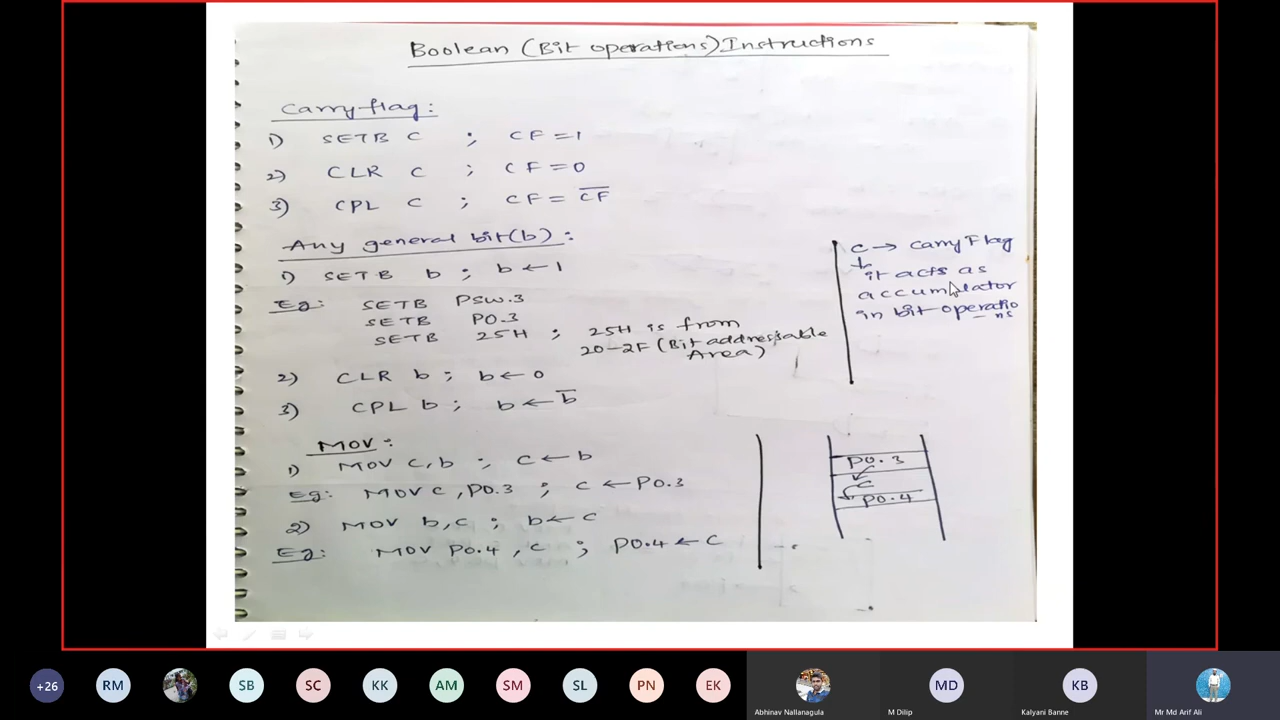 Boolean (Bit operations) Instructions
Carry flag:
1) SETB C ; CF = 1
2) CLR C ; CF = 0
3) CPL C ; CF = C̅F̅
Any general bit(b):
1) SETB b ; b ← 1
Eg: SETB PSW.3
SETB P0.3
SETB 25H ; 25H is from
20-2F (Bit addressable
Area)
2) CLR b ; b ← 0
3) CPL b ; b ← b̅
C → carry Flag
it acts as
accumulator
in bit operatio
ns
MOV:
1) MOV C, b ; C ← b
Eg: MOV C, P0.3 ; C ← P0.3
2) MOV b, C ; b ← C
Eg: MOV P0.4, C ; P0.4 ← C
P0.3
C
P0.4
+26
RM
SB
SC
KK
AM
SM
SL
PN
EK
Abhinav Nallanagula
MD
M Dilip
KB
Kalyani Banne
Mr Md Arif Ali